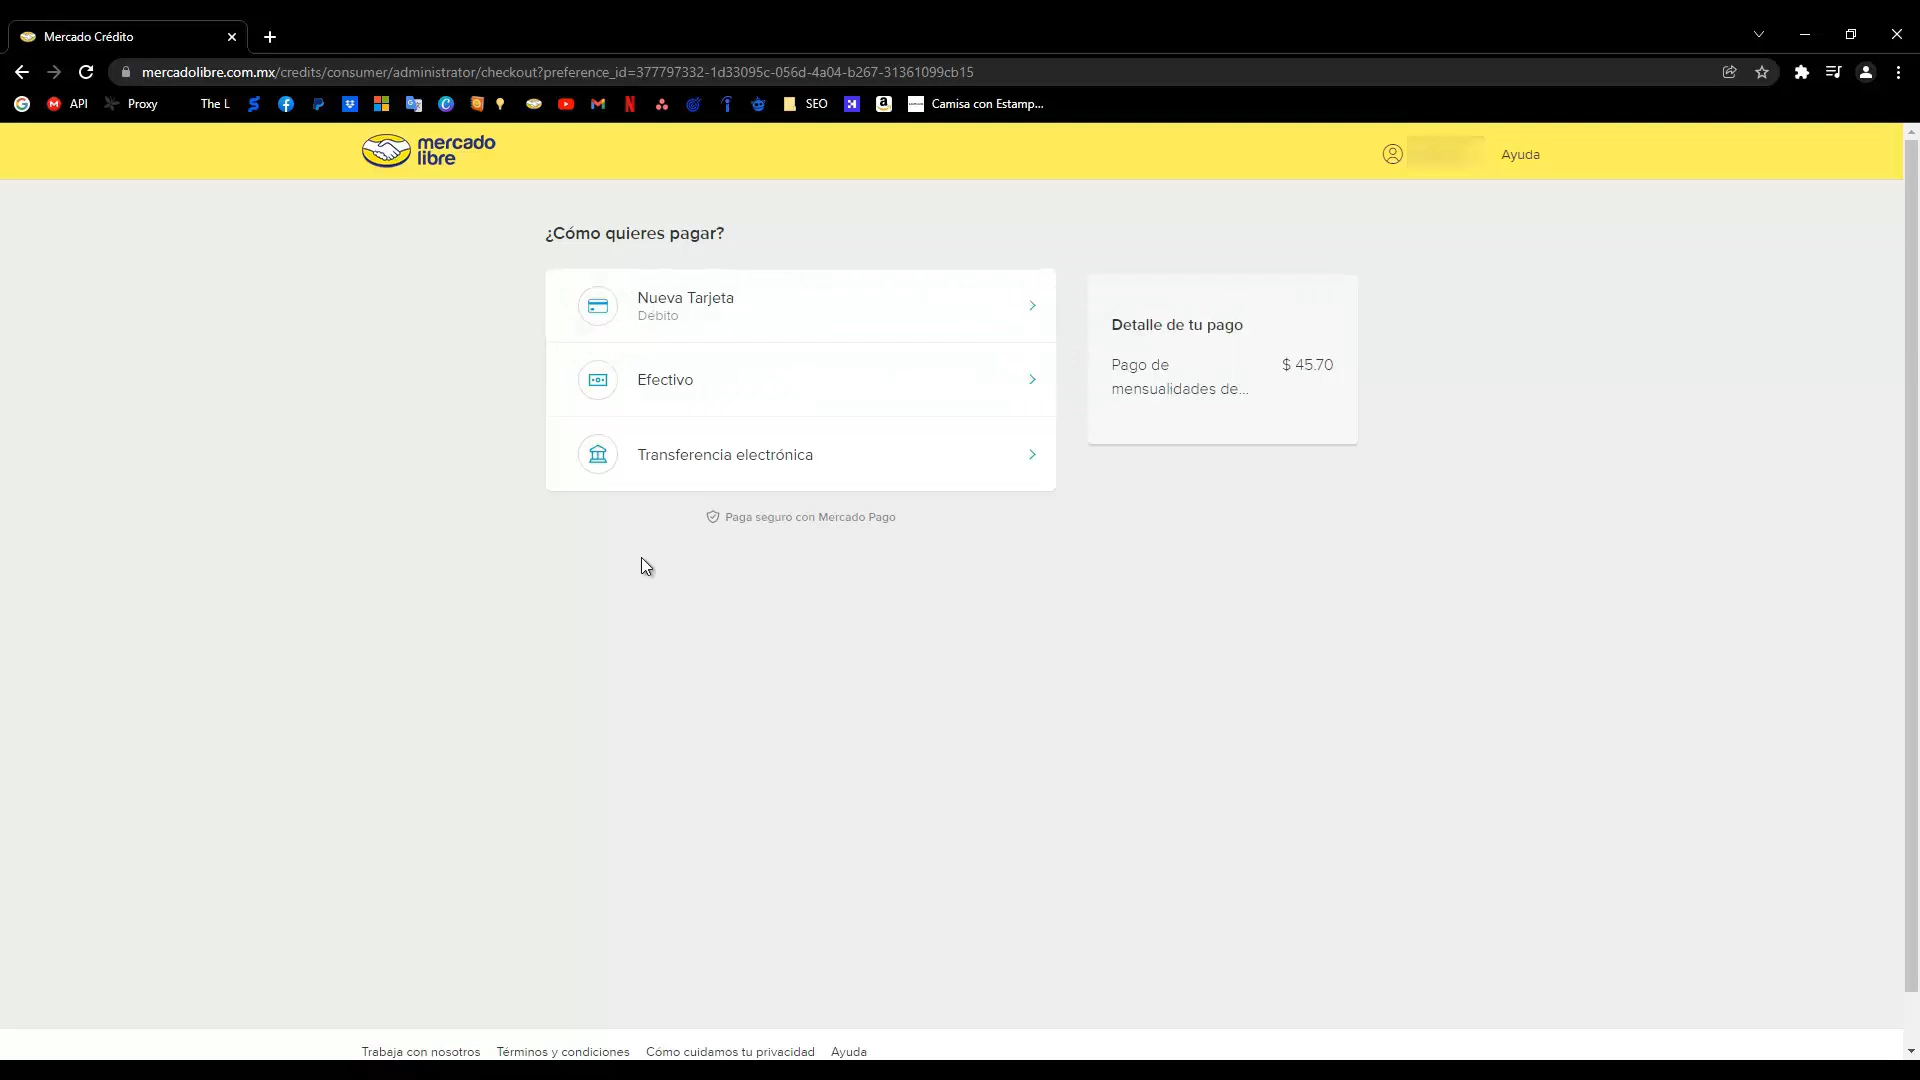 Mercado Crédito
mercadolibre.com.mx/credits/consumer/administrator/checkout?preference_id=377797332-1d33095c-056d-4a04-b267-31361099cb15
API
Proxy
The L
SEO
Camisa con Estamp...
mercado
libre
Ayuda
¿Cómo quieres pagar?
Nueva Tarjeta
Débito
Efectivo
Transferencia electrónica
Paga seguro con Mercado Pago
Detalle de tu pago
Pago de $ 45.70
mensualidades de...
Trabaja con nosotros Términos y condiciones Cómo cuidamos tu privacidad Ayuda